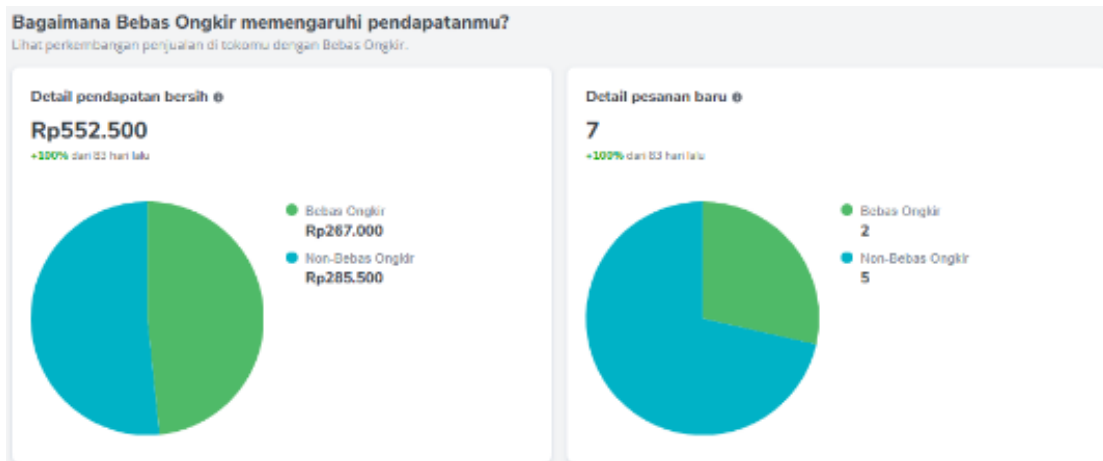 Bagaimana Bebas Ongkir memengaruhi pendapatanmu?
Lihat perkembangan penjualan di tokomu dengan Bebas Ongkir.
Detail pendapatan bersih
Rp552.500
+100% dari 83 hari lalu
Bebas Ongkir
Rp267.000
Non-Bebas Ongkir
Rp285.500
Detail pesanan baru
7
+100% dari 83 hari lalu
Bebas Ongkir
2
Non-Bebas Ongkir
5